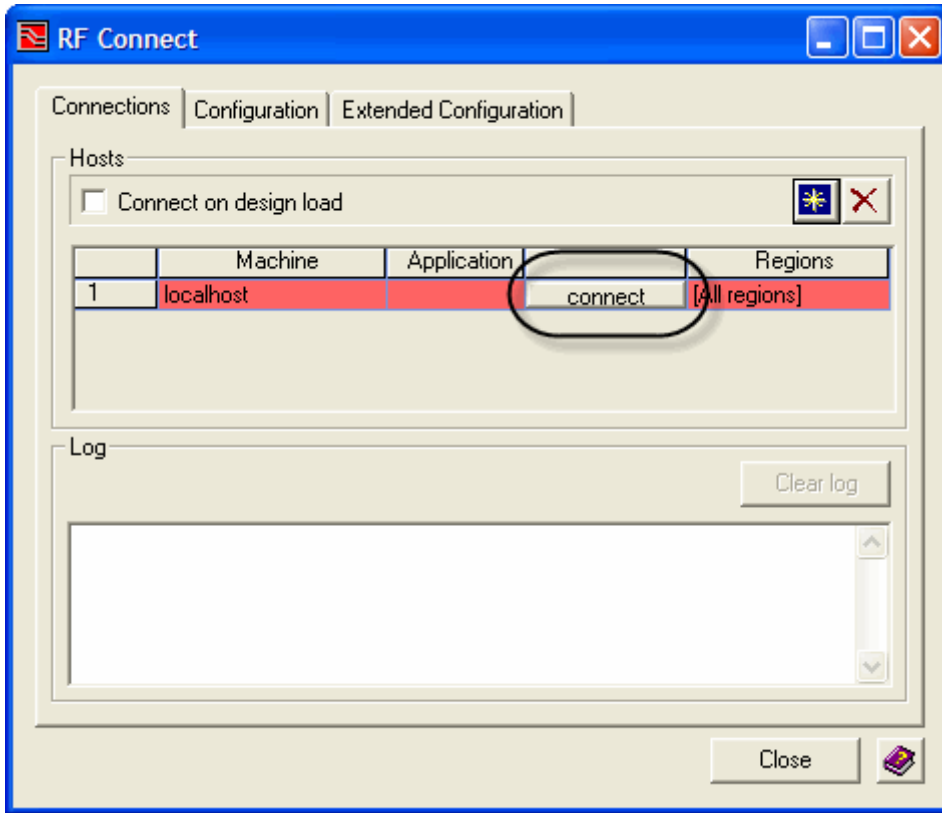 RF Connect
Connections Configuration Extended Configuration
Hosts
Connect on design load
Machine Application Regions
1 localhost connect [All regions]
Log
Clear log
Close